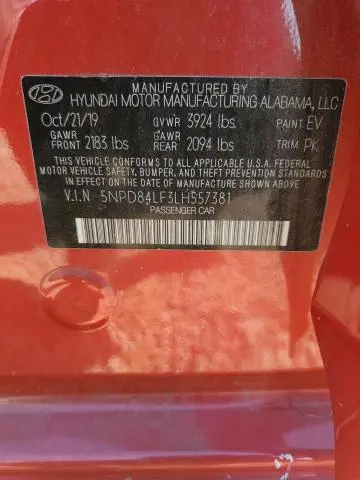 MANUFACTURED BY
HYUNDAI MOTOR MANUFACTURING ALABAMA, LLC
Oct/21/19 GVWR 3924 lbs. PAINT EV
GAWR FRONT 2183 lbs GAWR REAR 2094 lbs TRIM PK
THIS VEHICLE CONFORMS TO ALL APPLICABLE U.S.A. FEDERAL
MOTOR VEHICLE SAFETY, BUMPER, AND THEFT PREVENTION
STANDARDS IN EFFECT ON THE DATE OF MANUFACTURE SHOWN ABOVE.
V.I.N 5NPD84LF3LH557381
PASSENGER CAR